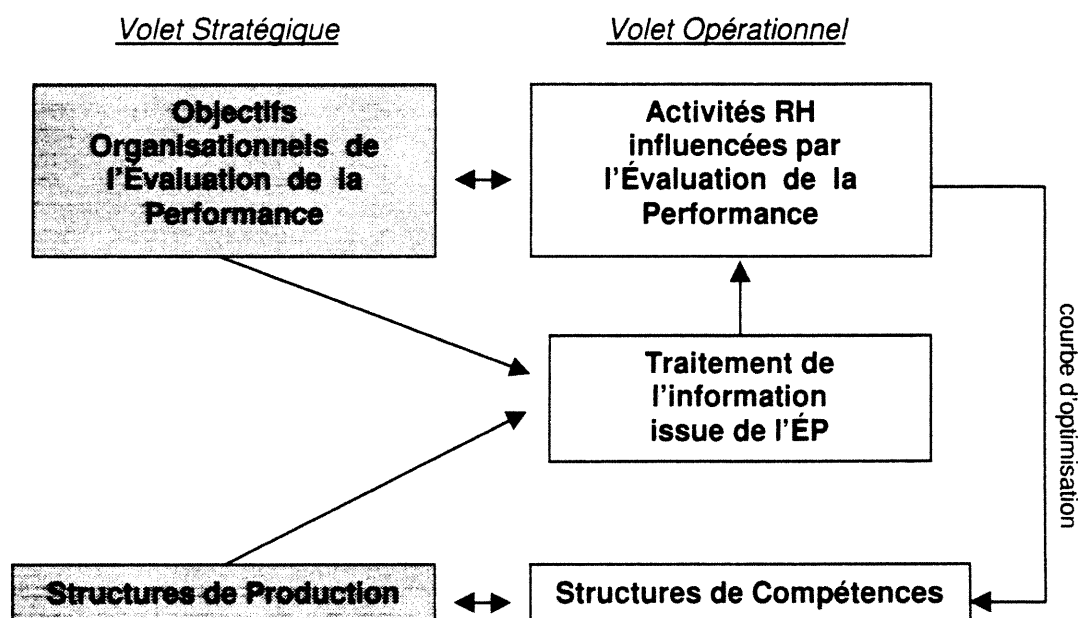 Volet Stratégique
Volet Opérationnel
Objectifs
Organisationnels de
l'Évaluation de la
Performance
Activités RH
influencées par
l'Évaluation de la
Performance
Traitement de
l'information
issue de l'ÉP
courbe d'optimisation
Structures de Production
Structures de Compétences